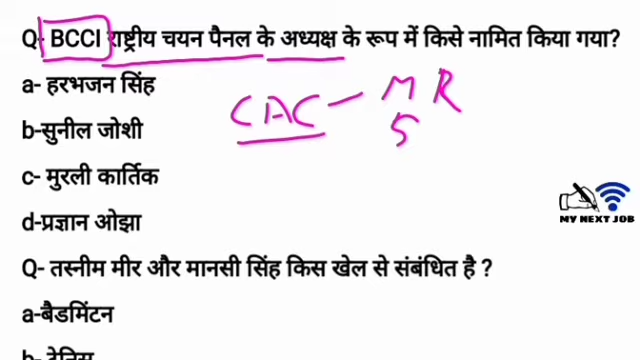 Q- BCCI राष्ट्रीय चयन पैनल के अध्यक्ष के रूप में किसे नामित किया गया?
a- हरभजन सिंह
CAC - M R
b-सुनील जोशी
5
c- मुरली कार्तिक
d-प्रज्ञान ओझा
MY NEXT JOB
Q- तस्नीम मीर और मानसी सिंह किस खेल से संबंधित है ?
a-बैडमिंटन
b- टेनिस